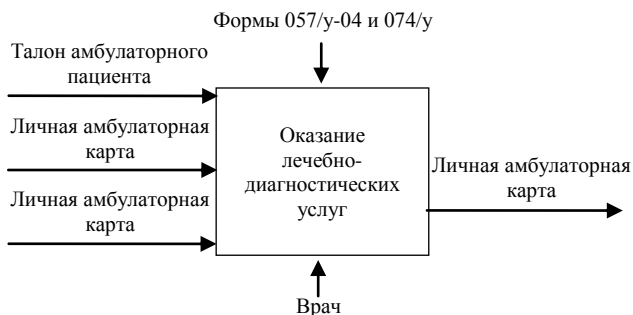 Формы 057/у-04 и 074/у
Талон амбулаторного
пациента
Личная амбулаторная
карта
Личная амбулаторная
карта
Оказание
лечебно-
диагностических
услуг
Личная амбулаторная
карта
Врач